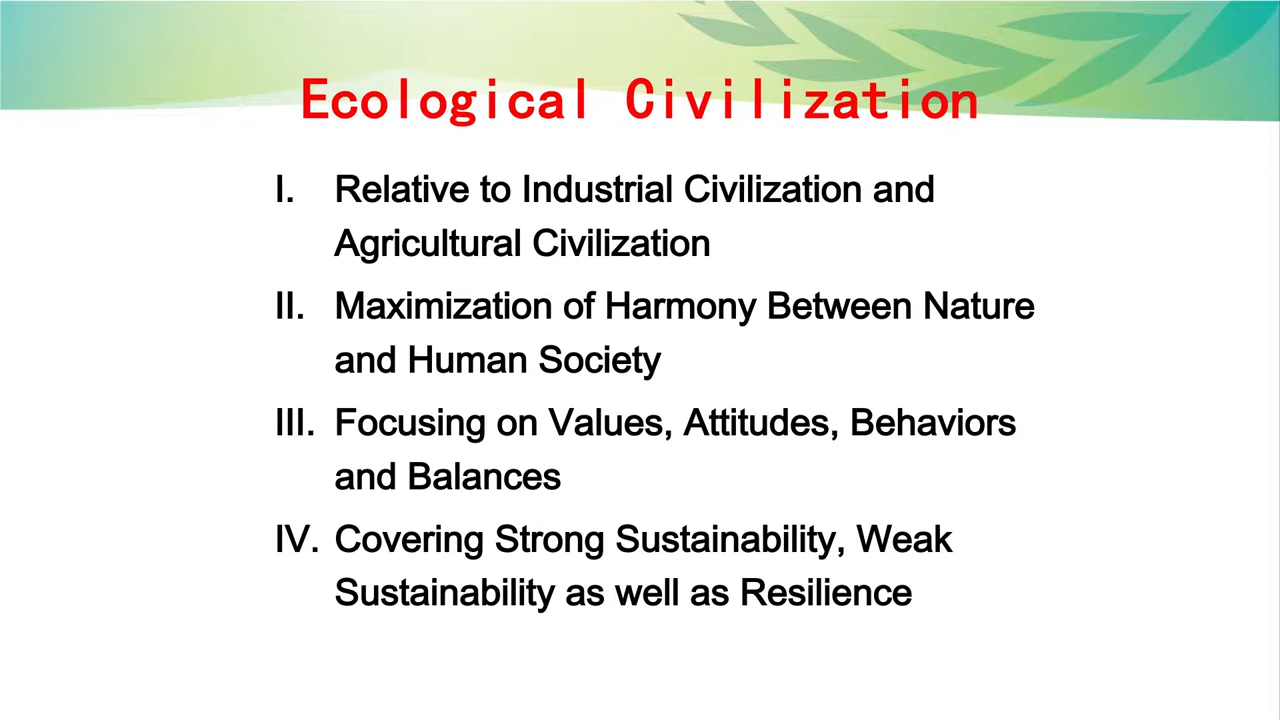 Ecological Civilization
I. Relative to Industrial Civilization and
Agricultural Civilization
II. Maximization of Harmony Between Nature
and Human Society
III. Focusing on Values, Attitudes, Behaviors
and Balances
IV. Covering Strong Sustainability, Weak
Sustainability as well as Resilience